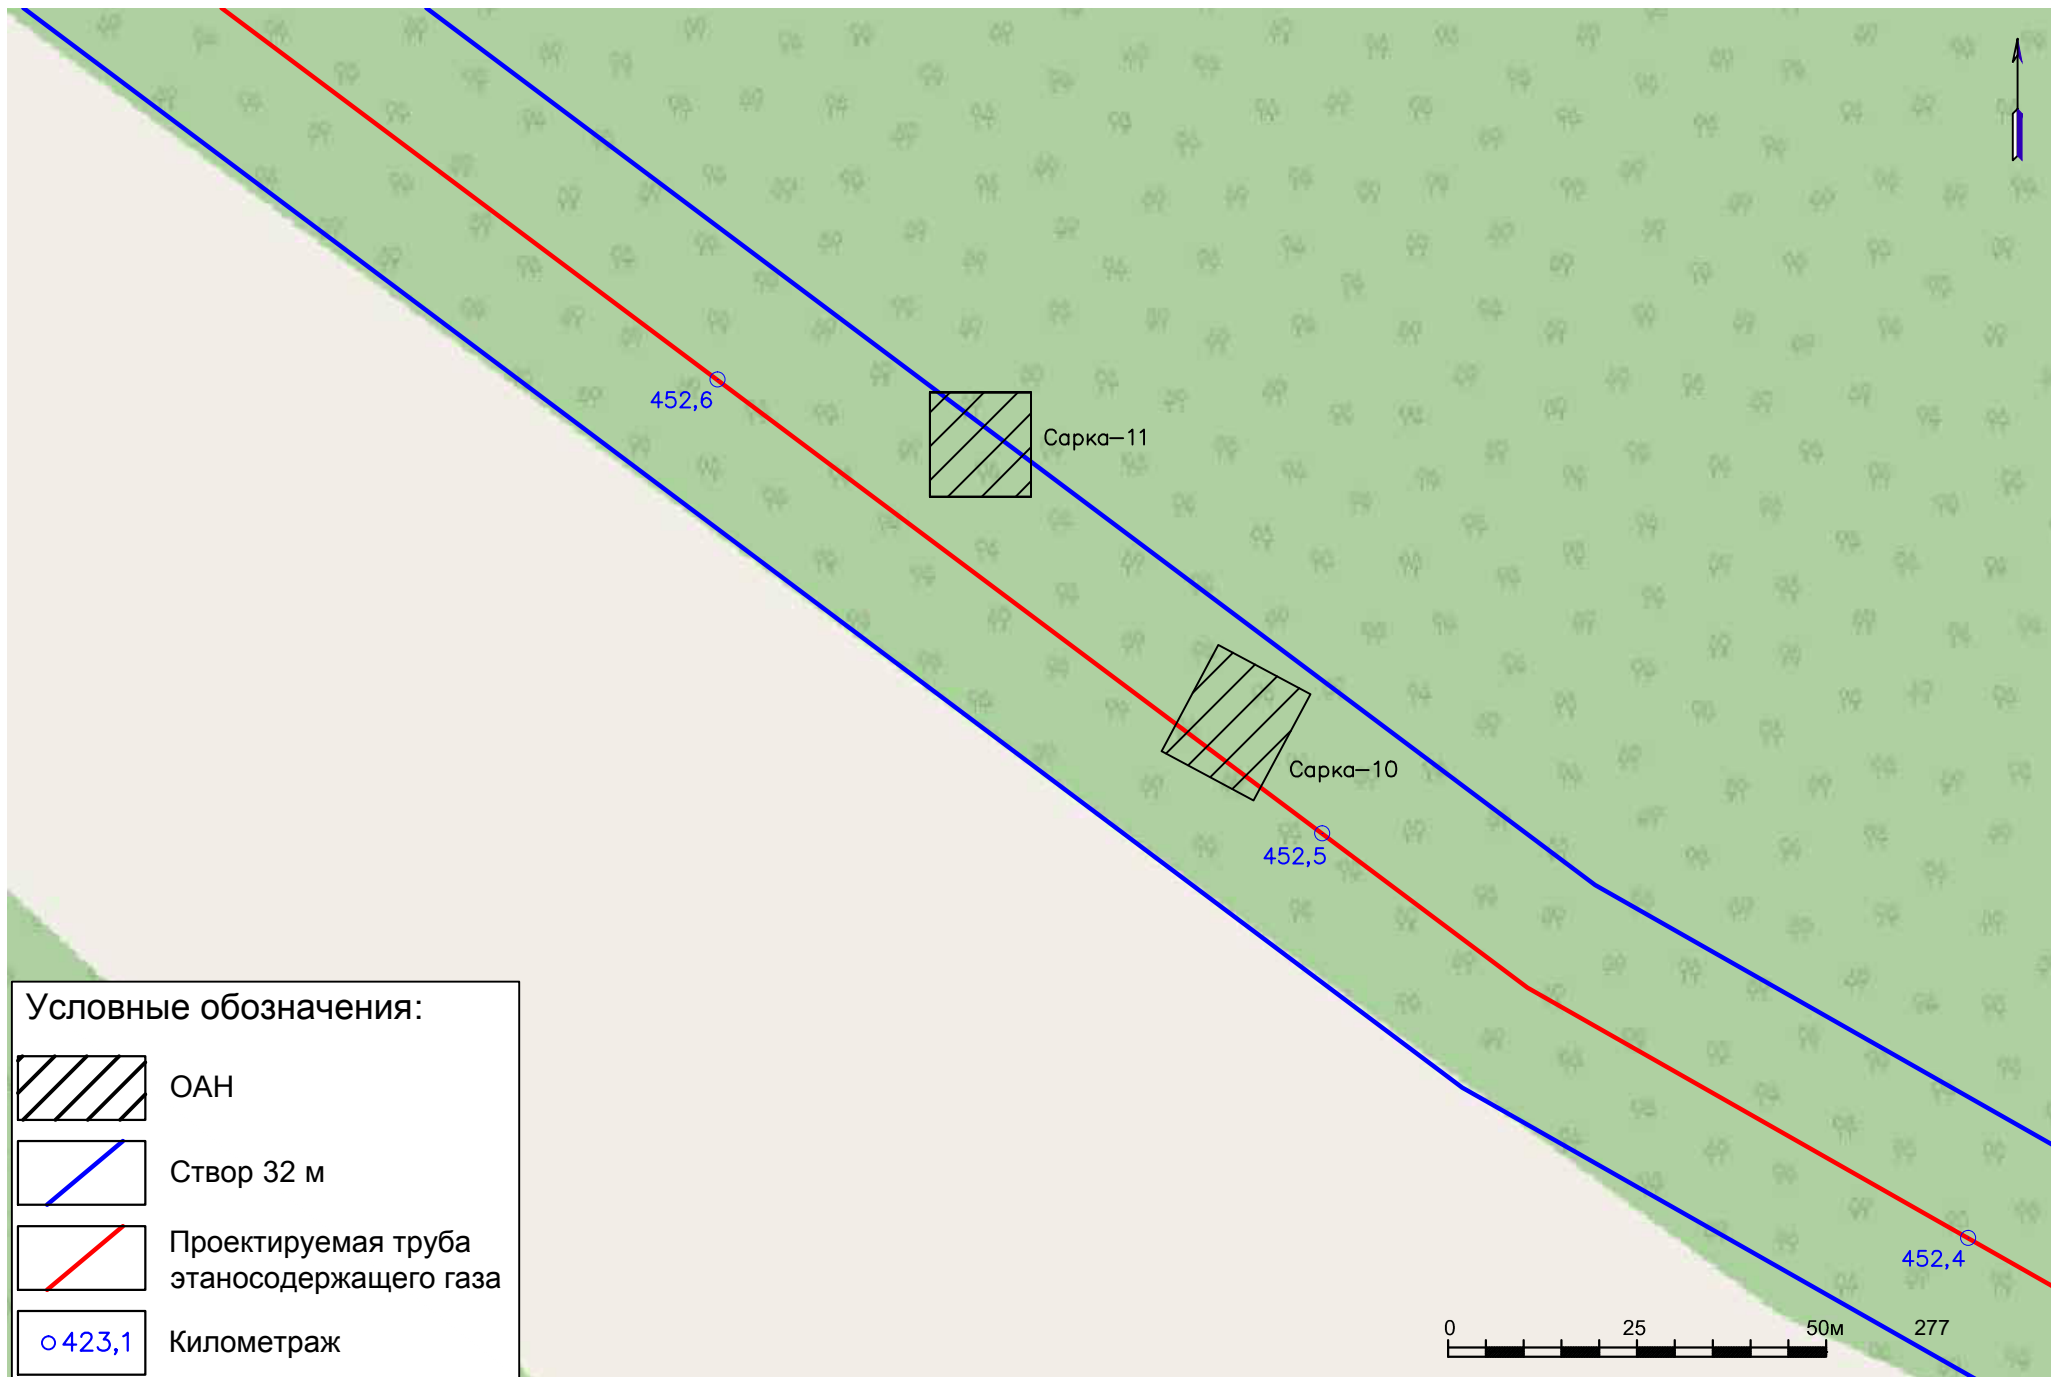 452,6
Сарка-11
Сарка-10
452,5
452,4
Условные обозначения:
ОАН
Створ 32 м
Проектируемая труба
этаносодержащего газа
423,1 Километраж
0 25 50м 277